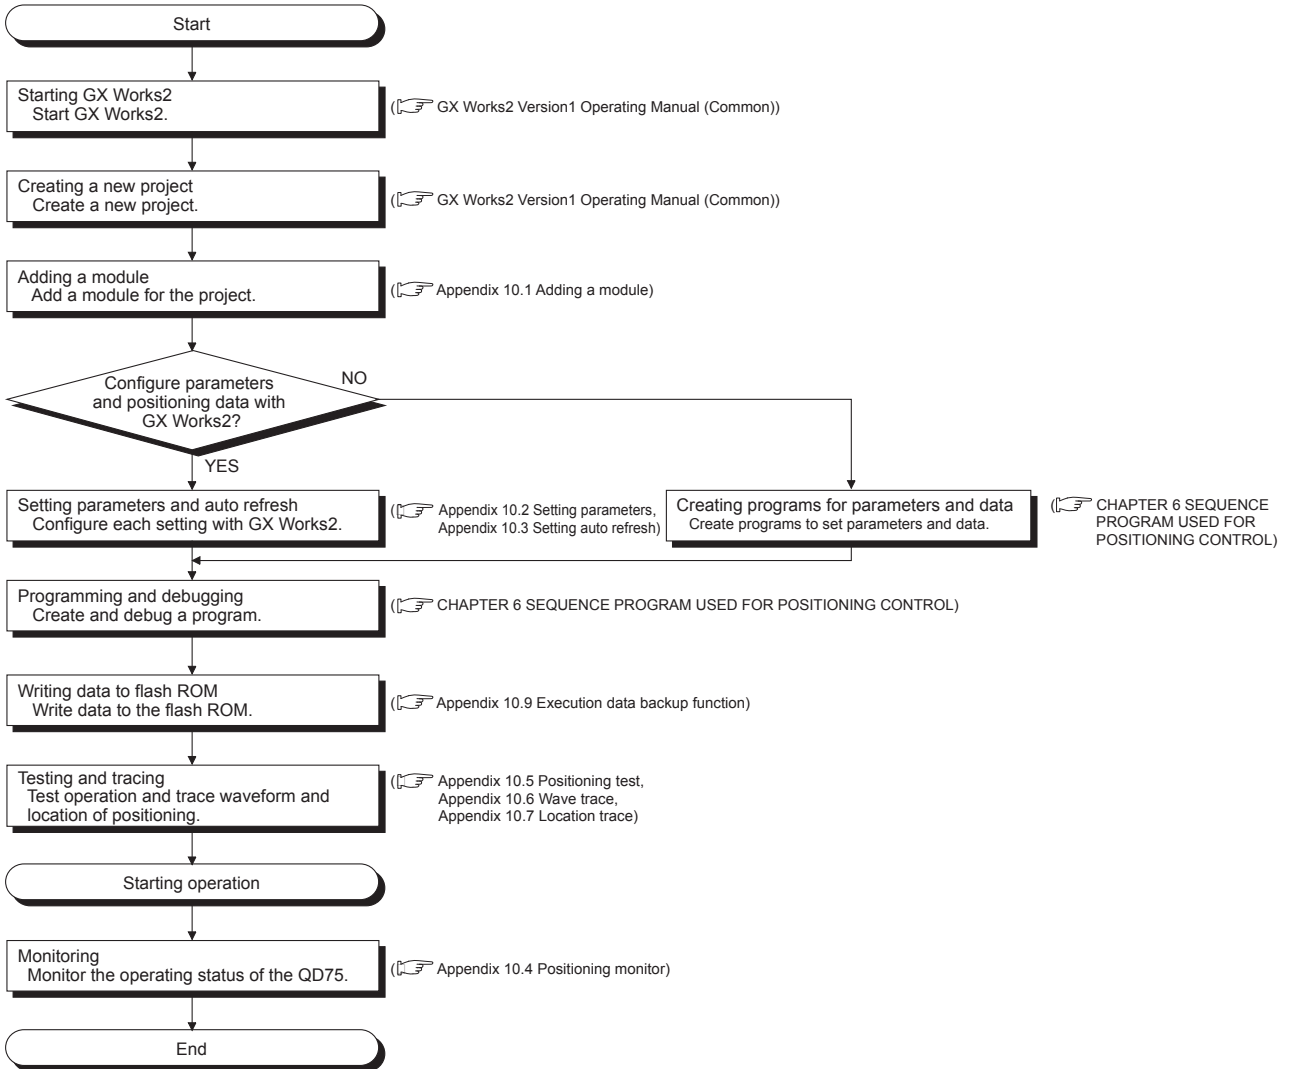 Start
Starting GX Works2
Start GX Works2.
( GX Works2 Version1 Operating Manual (Common))
Creating a new project
Create a new project.
( GX Works2 Version1 Operating Manual (Common))
Adding a module
Add a module for the project.
( Appendix 10.1 Adding a module)
Configure parameters
and positioning data with
GX Works2?
NO
YES
Setting parameters and auto refresh
Configure each setting with GX Works2.
( Appendix 10.2 Setting parameters,
Appendix 10.3 Setting auto refresh)
Creating programs for parameters and data
Create programs to set parameters and data.
( CHAPTER 6 SEQUENCE
PROGRAM USED FOR
POSITIONING CONTROL)
Programming and debugging
Create and debug a program.
( CHAPTER 6 SEQUENCE PROGRAM USED FOR POSITIONING CONTROL)
Writing data to flash ROM
Write data to the flash ROM.
( Appendix 10.9 Execution data backup function)
Testing and tracing
Test operation and trace waveform and
location of positioning.
( Appendix 10.5 Positioning test,
Appendix 10.6 Wave trace,
Appendix 10.7 Location trace)
Starting operation
Monitoring
Monitor the operating status of the QD75.
( Appendix 10.4 Positioning monitor)
End